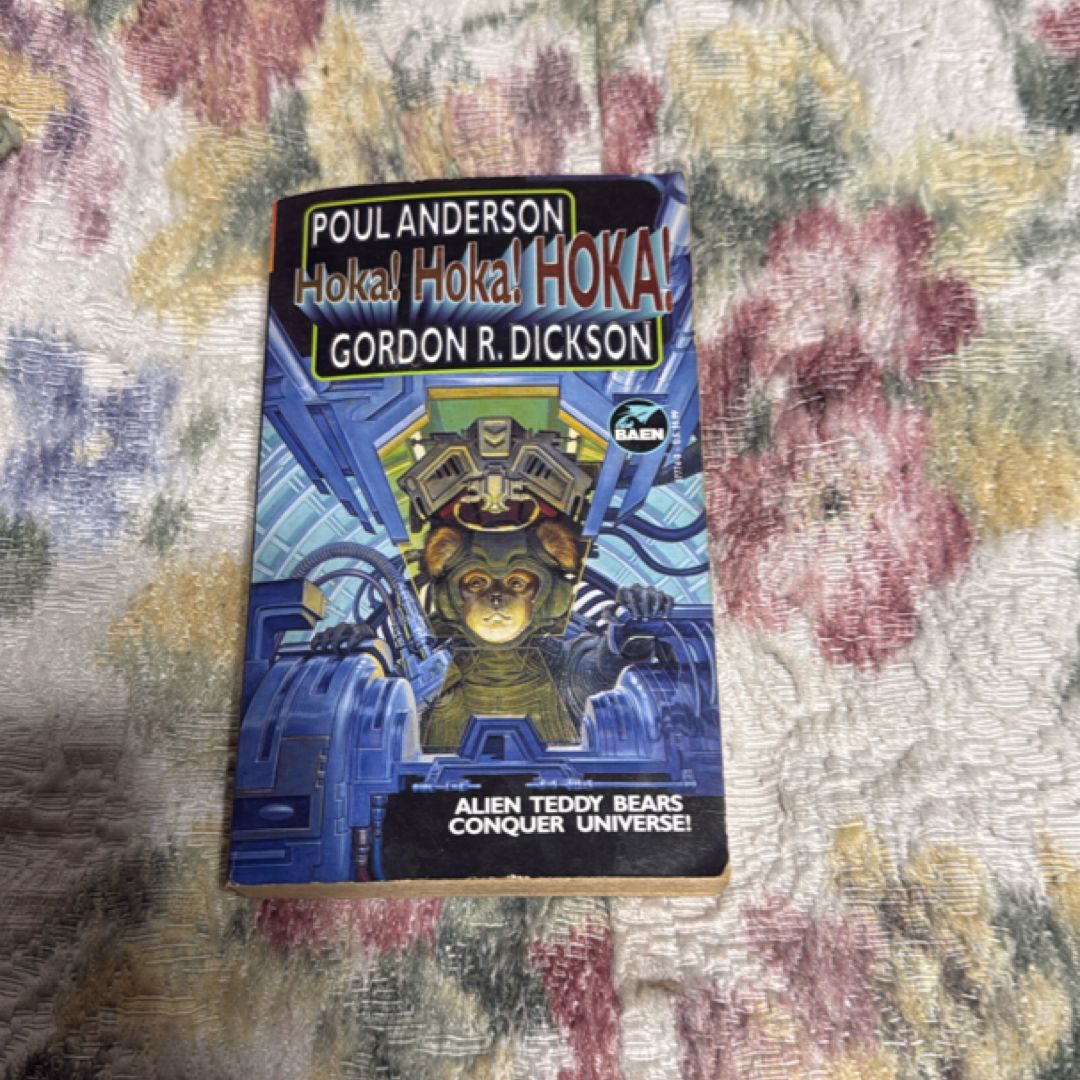 POUL ANDERSON
Hoka! Hoka! HOKA!
GORDON R. DICKSON
BAEN
ALIEN TEDDY BEARS
CONQUER UNIVERSE!